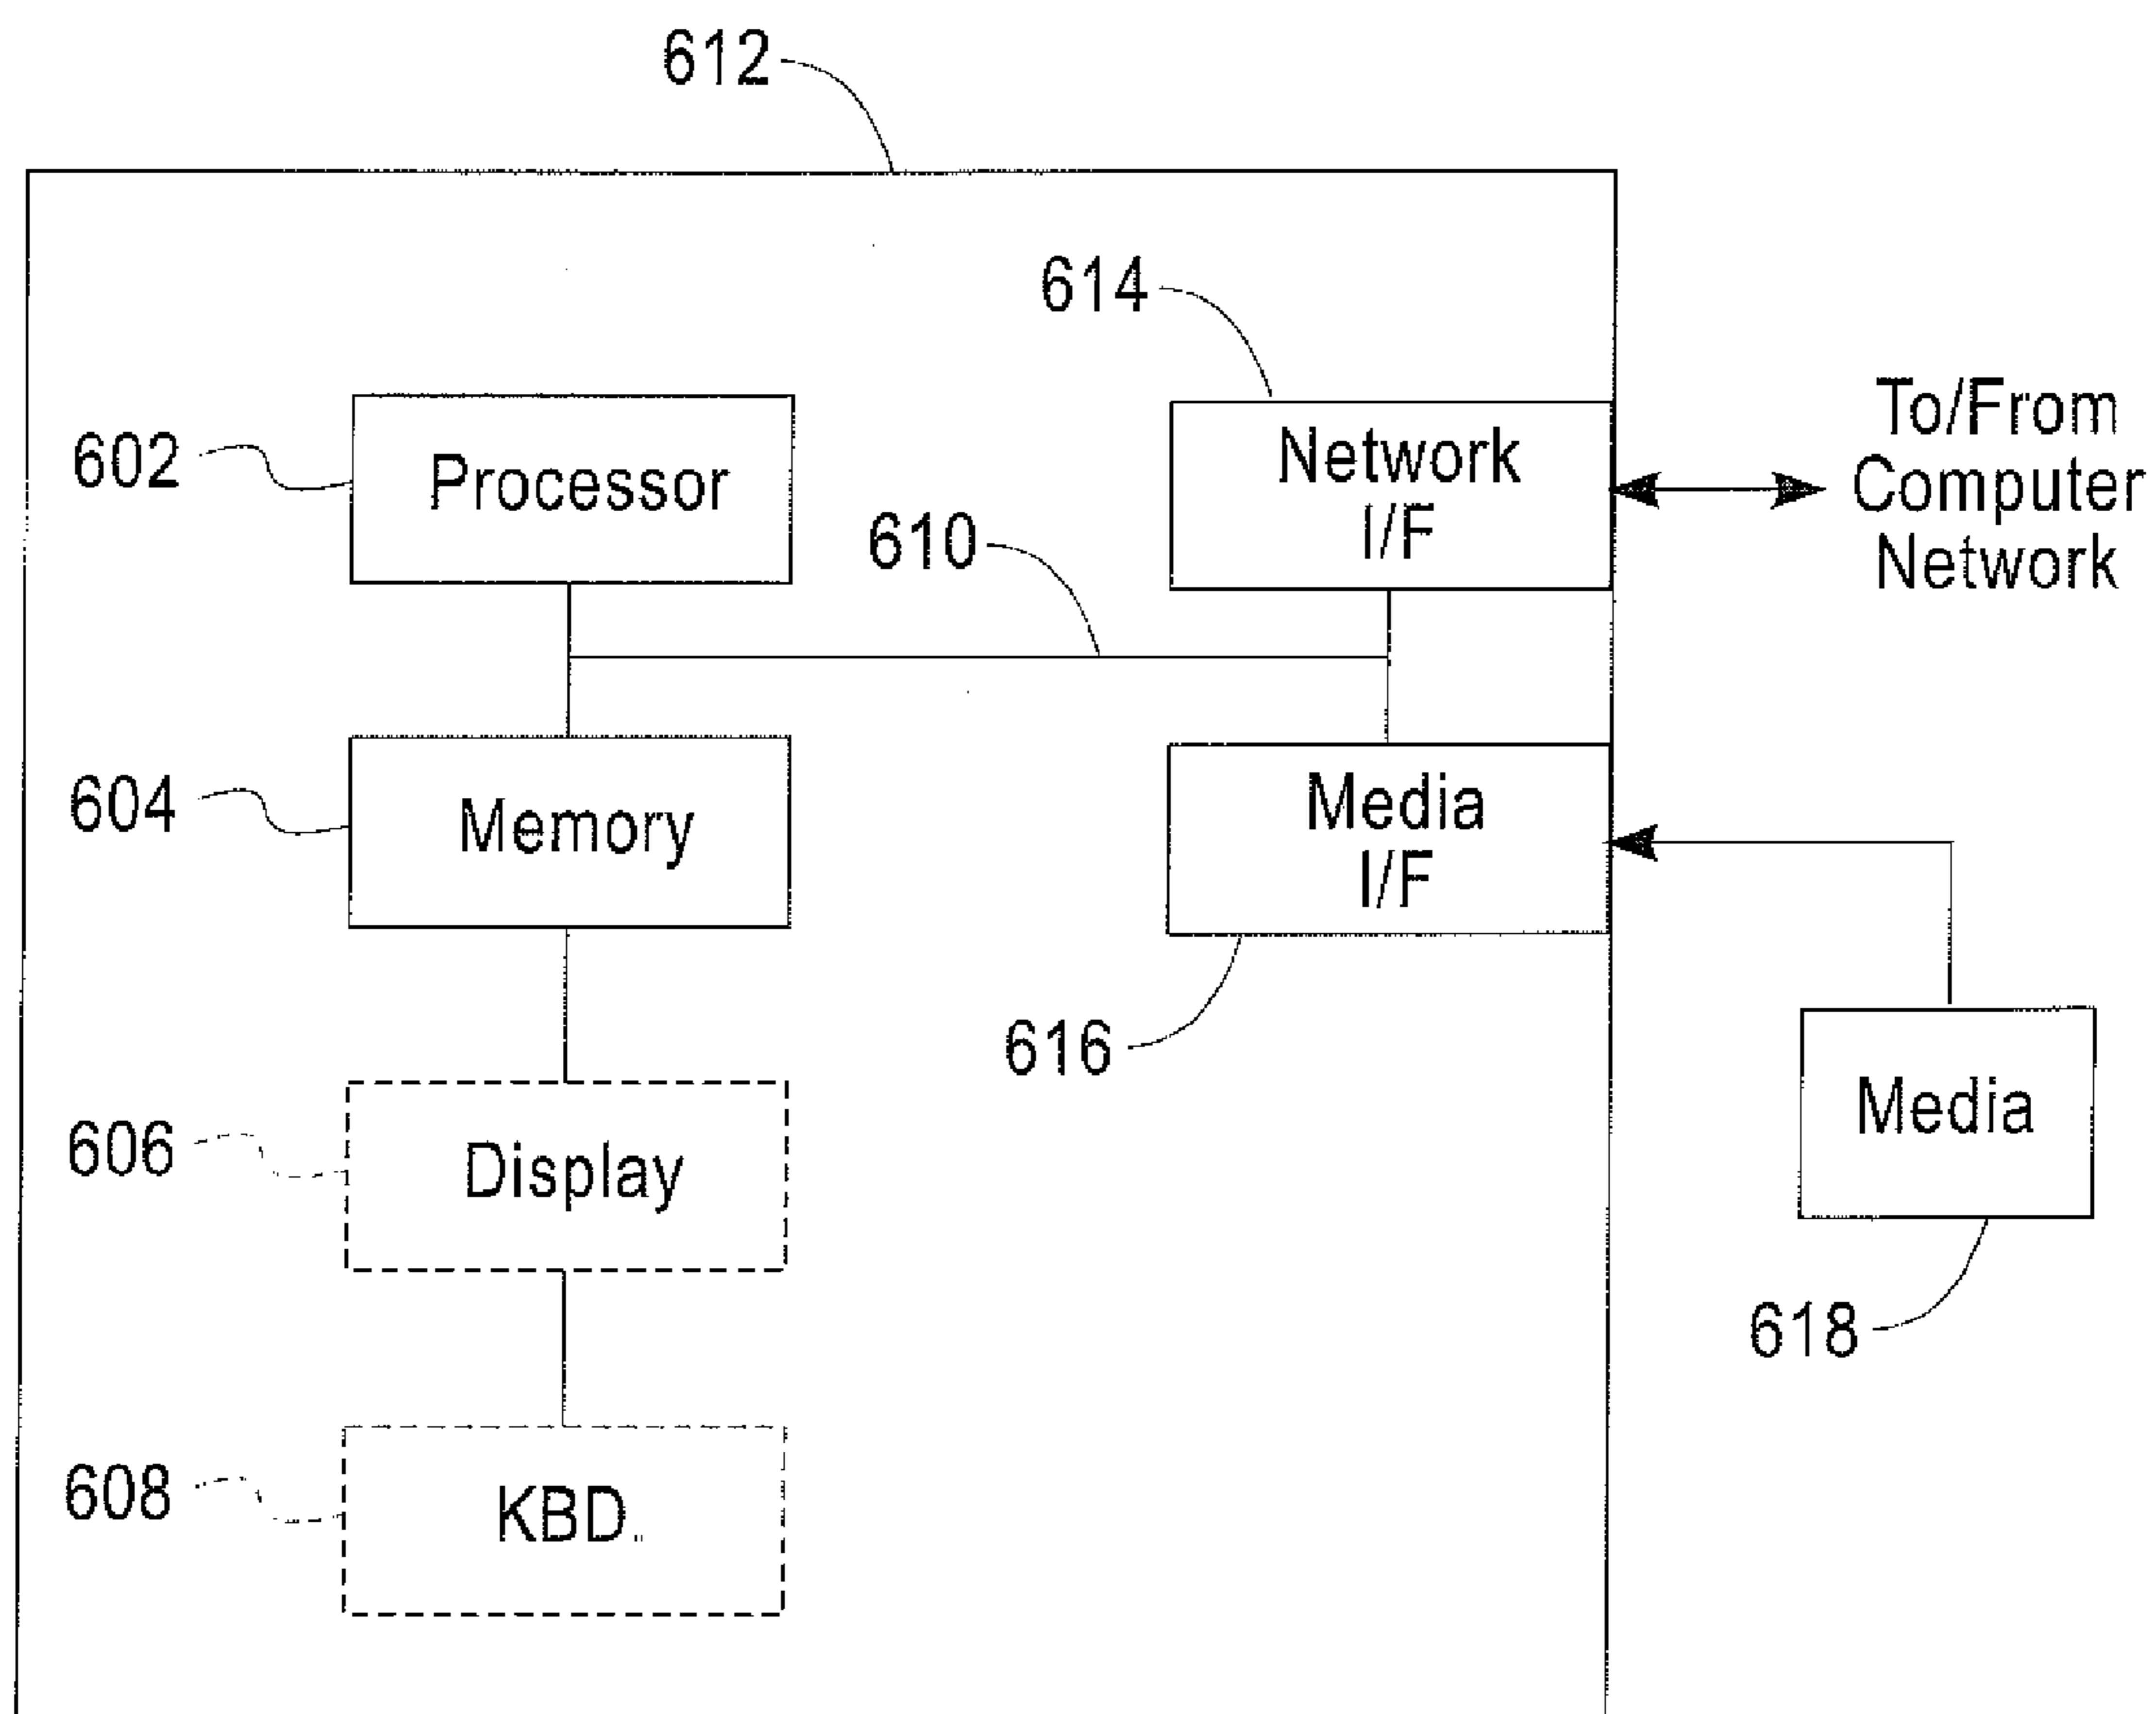 612
614
602
Processor
Network
I/F
To/From
Computer
Network
610
604
Memory
Media
I/F
616
606
Display
Media
618
608
KBD.